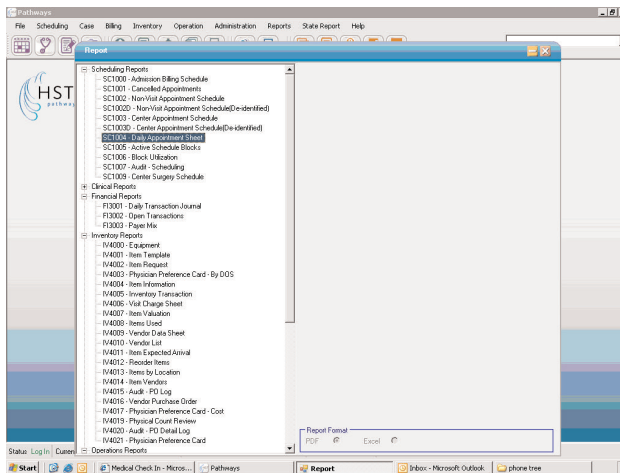 Pathways
File Scheduling Case Billing Inventory Operation Administration Reports State Report Help
Report
HST
pathways
Scheduling Reports
SC1000 - Admission Billing Schedule
SC1001 - Cancelled Appointments
SC1002 - Non-Visit Appointment Schedule
SC1002D - Non-Visit Appointment Schedule(De-identified)
SC1003 - Center Appointment Schedule
SC1003D - Center Appointment Schedule(De-identified)
SC1004 - Daily Appointment Sheet
SC1005 - Active Schedule Blocks
SC1006 - Block Utilization
SC1007 - Audit - Scheduling
SC1009 - Center Surgery Schedule
Clinical Reports
Financial Reports
FI3001 - Daily Transaction Journal
FI3002 - Open Transactions
FI3003 - Payer Mix
Inventory Reports
IV4000 - Equipment
IV4001 - Item Template
IV4002 - Item Request
IV4003 - Physician Preference Card - By DOS
IV4004 - Item Information
IV4005 - Inventory Transaction
IV4006 - Visit Charge Sheet
IV4007 - Item Valuation
IV4008 - Items Used
IV4009 - Vendor Data Sheet
IV4010 - Vendor List
IV4011 - Item Expected Arrival
IV4012 - Reorder Items
IV4013 - Items by Location
IV4014 - Item Vendors
IV4015 - Audit - PO Log
IV4016 - Vendor Purchase Order
IV4017 - Physician Preference Card - Cost
IV4019 - Physical Count Review
IV4020 - Audit - PO Detail Log
IV4021 - Physician Preference Card
Operations Reports
Report Format
PDF Excel
Status Log In Curren
Start Medical Check In - Micros... Pathways Report Inbox - Microsoft Outlook phone tree